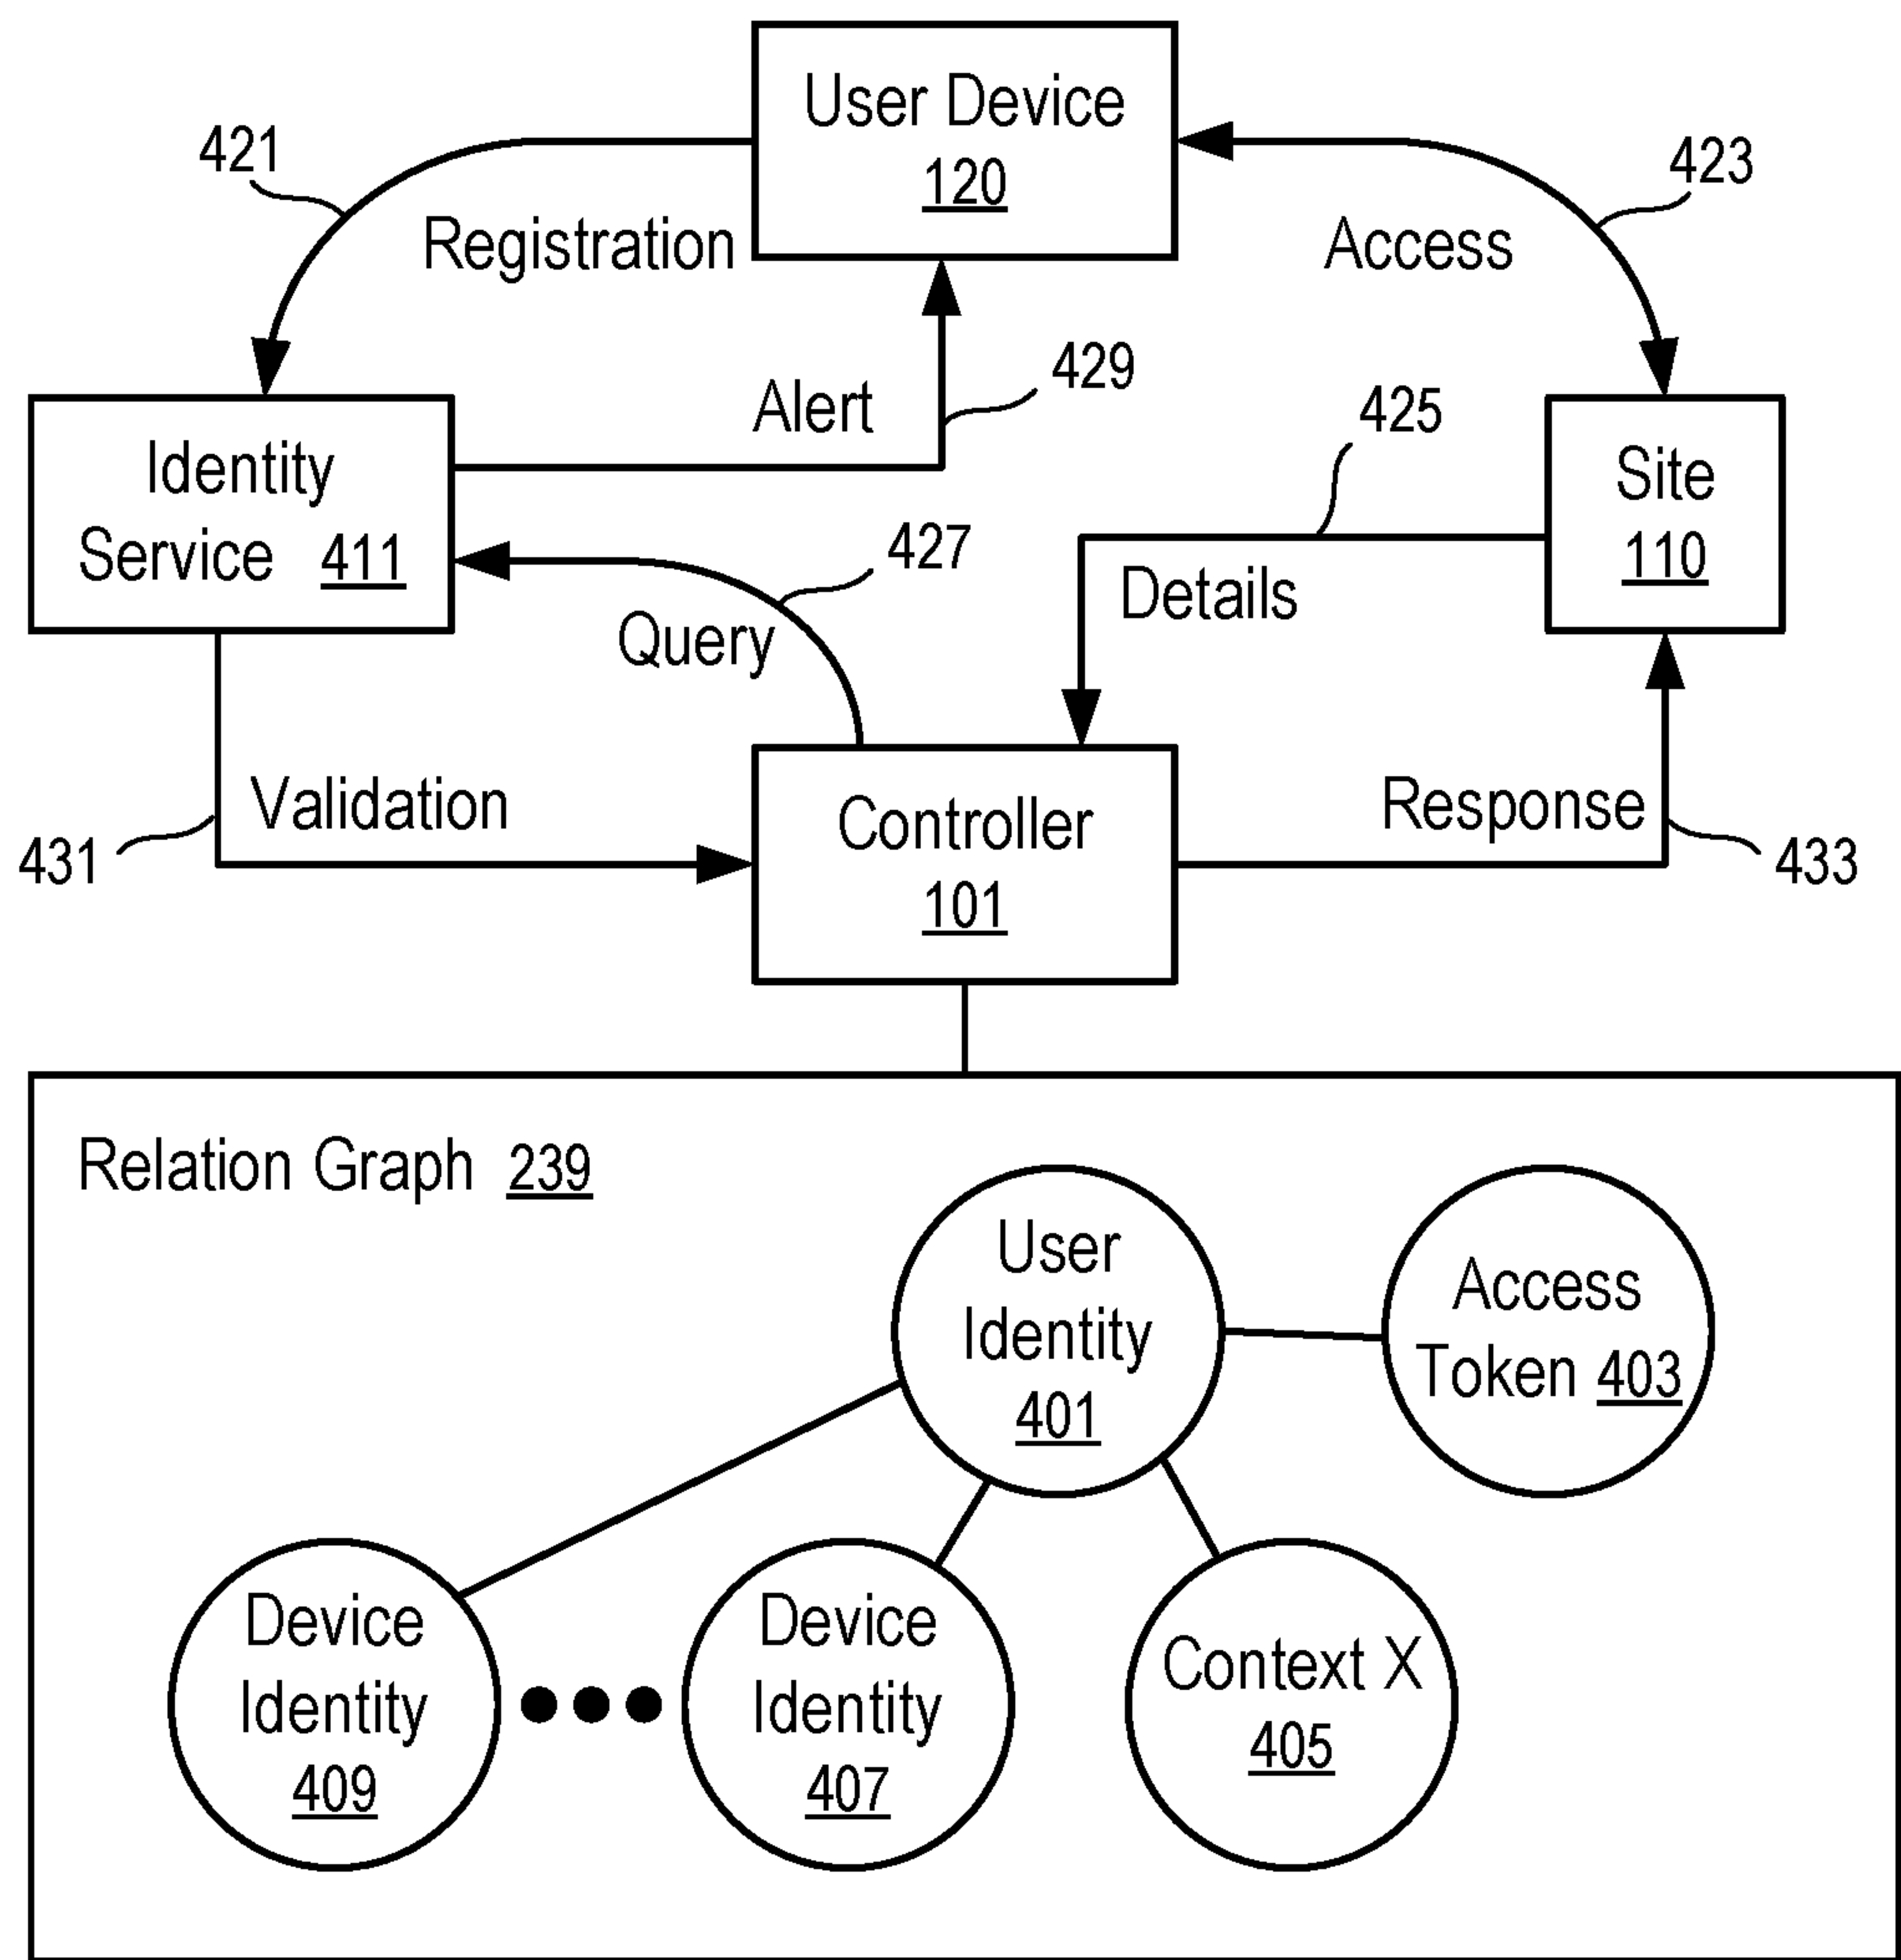 User Device
120
421
423
Registration
Access
429
Alert
425
Identity
Service 411
Site
110
427
Details
Query
Validation
Controller
101
Response
431
433
Relation Graph 239
User
Identity
401
Access
Token 403
Device
Identity
409
Device
Identity
407
Context X
405